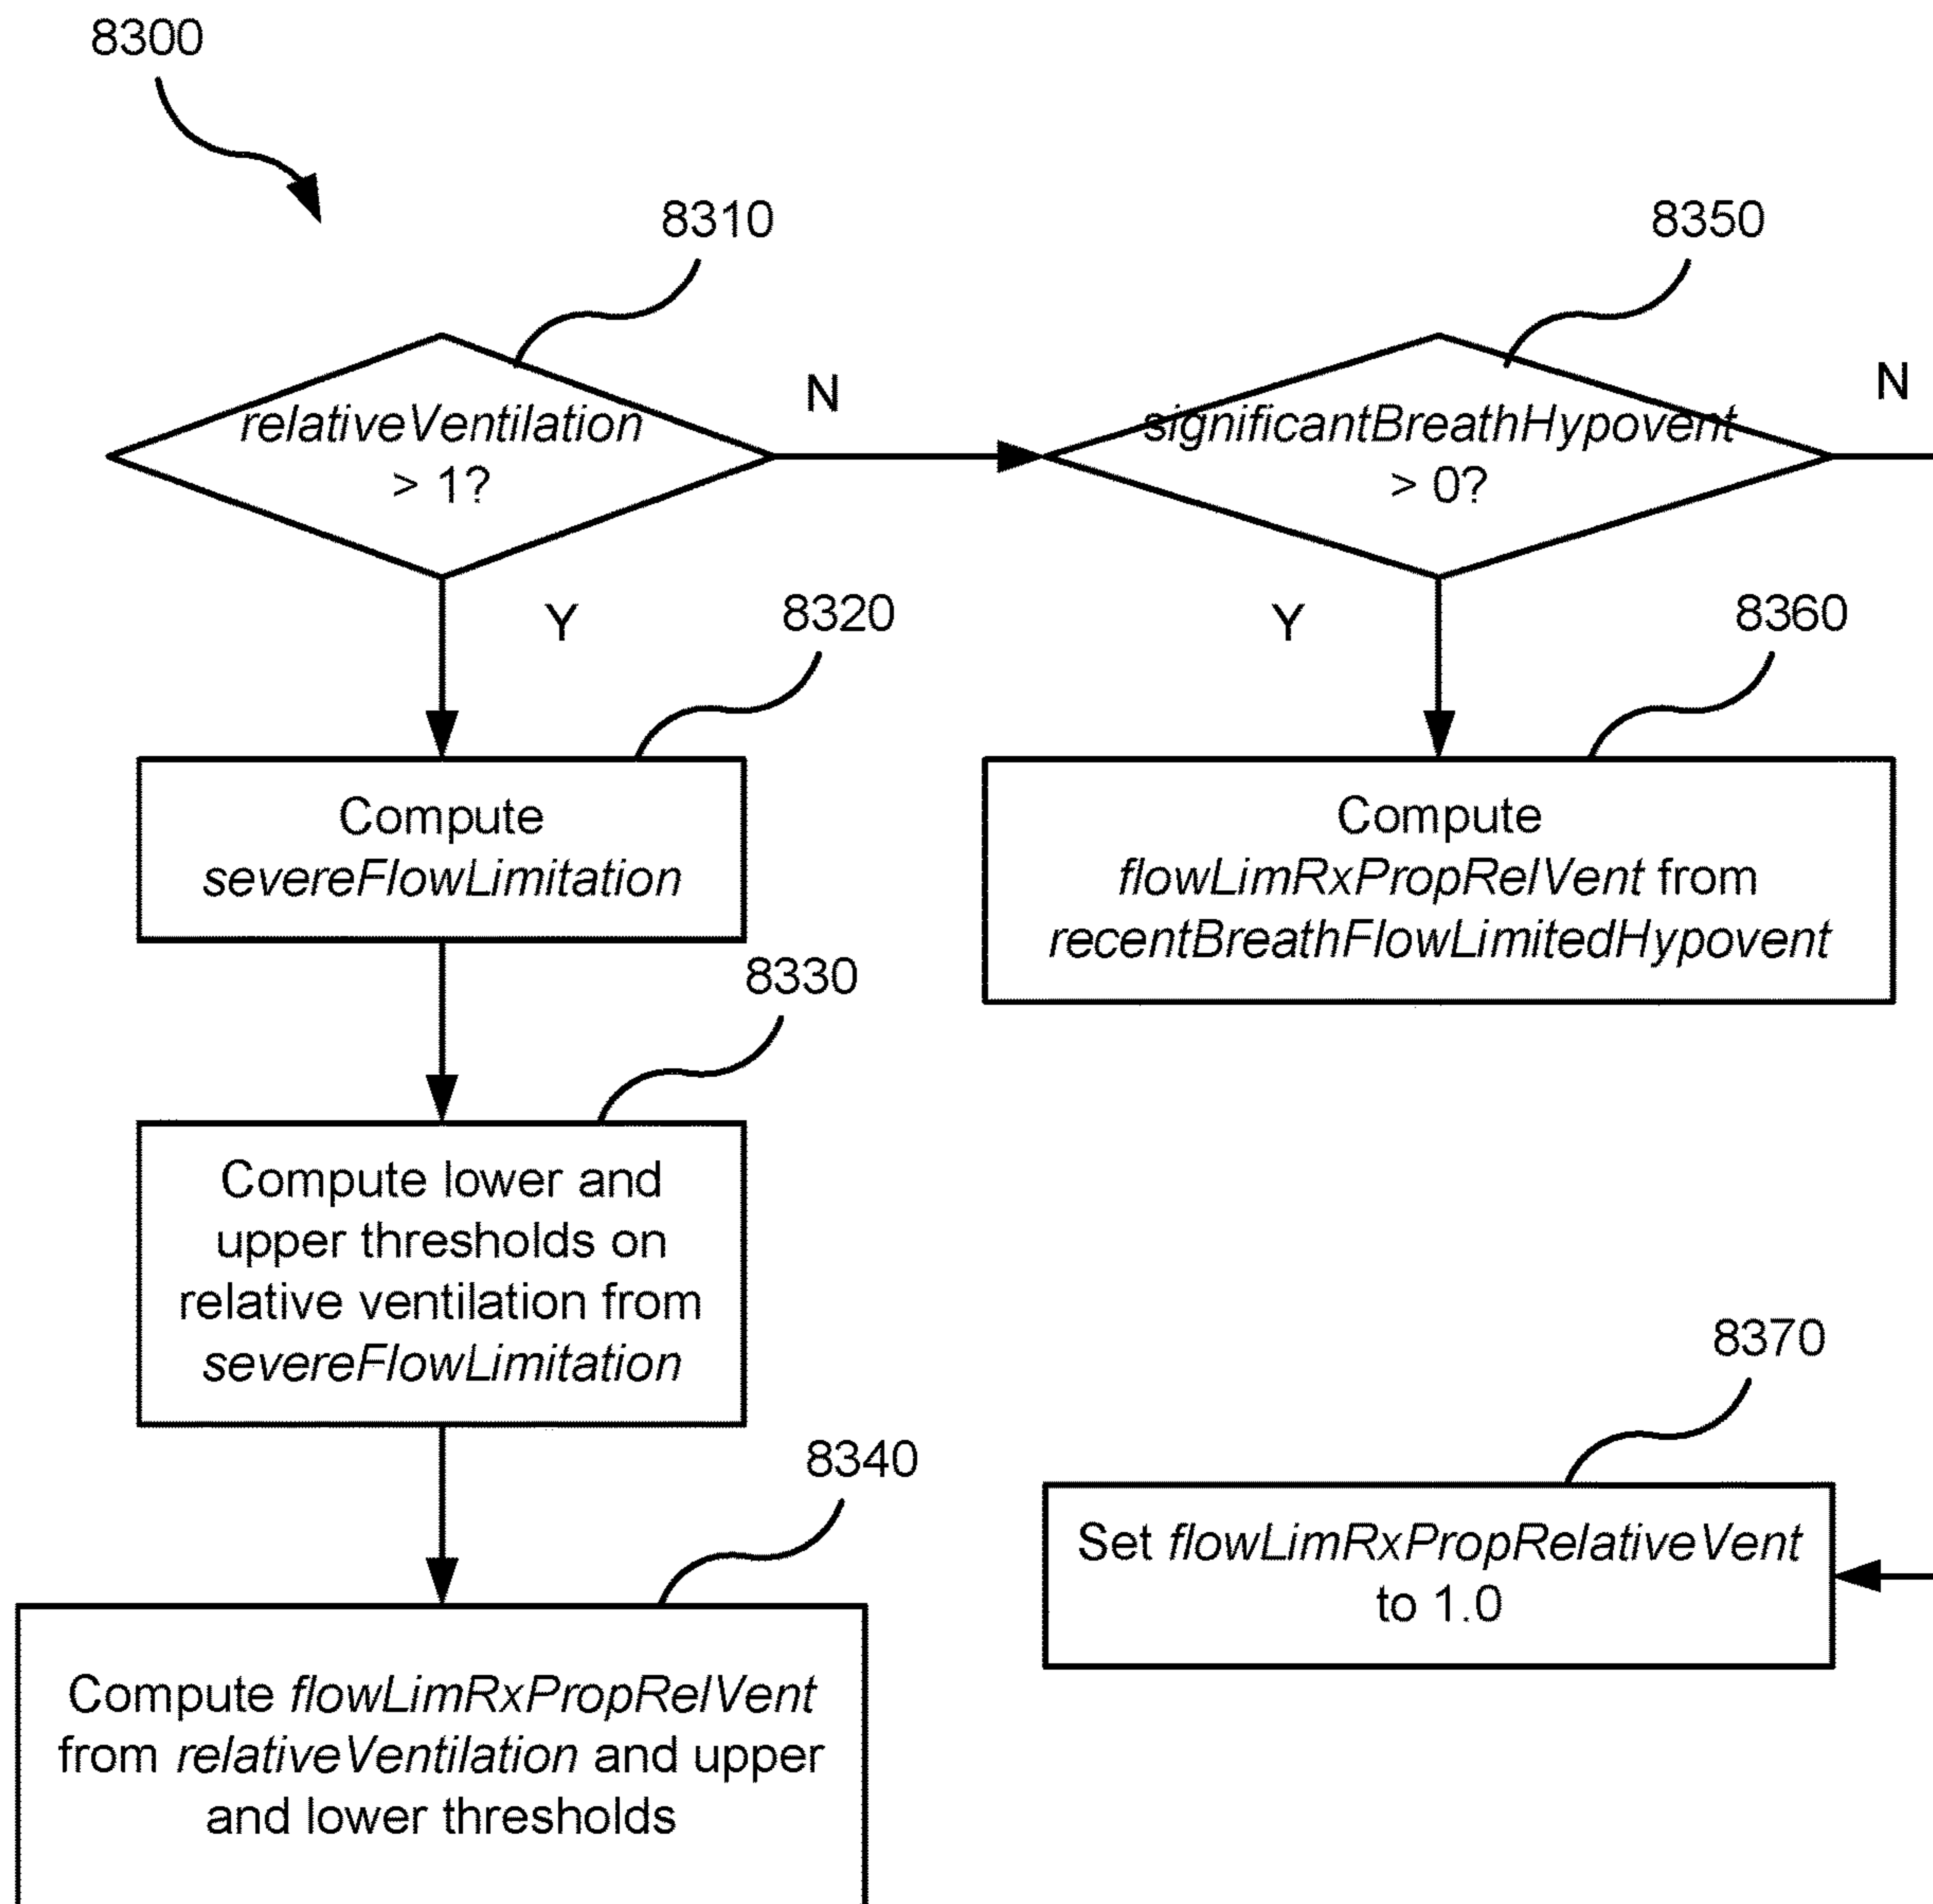 8300
8310
relativeVentilation
> 1?
N
Y
8350
significantBreathHypovent
> 0?
N
Y
8320
Compute
severeFlowLimitation
8360
Compute
flowLimRxPropRelVent from
recentBreathFlowLimitedHypovent
8330
Compute lower and
upper thresholds on
relative ventilation from
severeFlowLimitation
8340
Compute flowLimRxPropRelVent
from relativeVentilation and upper
and lower thresholds
8370
Set flowLimRxPropRelativeVent
to 1.0